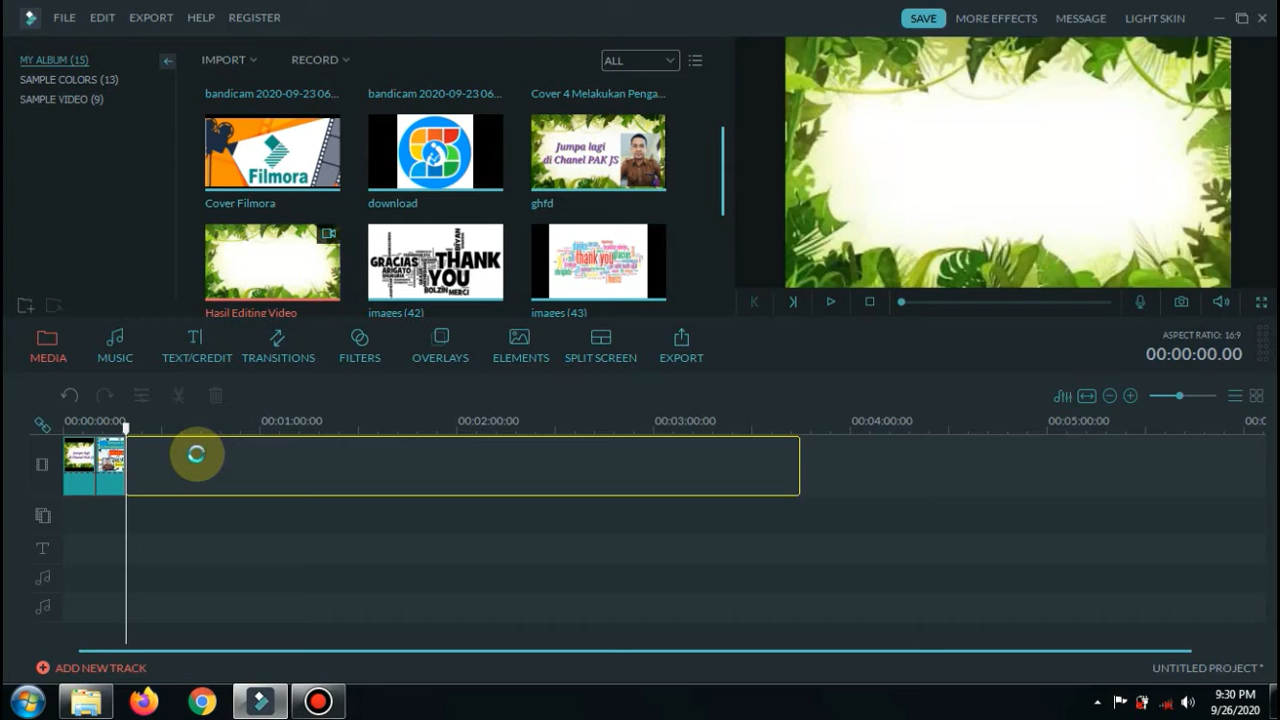 FILE EDIT EXPORT HELP REGISTER SAVE MORE EFFECTS MESSAGE LIGHT SKIN
MY ALBUM (15)
SAMPLE COLORS (13)
SAMPLE VIDEO (9)
IMPORT RECORD ALL
bandicam 2020-09-23 06... bandicam 2020-09-23 06... Cover 4 Melakukan Penga...
Filmora
Jumpa lagi
di Chanel PAK JS
Cover Filmora download ghfd
GRACIAS THANK YOU
ARIGATO
BOLZIN MERCI
thank you
Hasil Editing Video images (42) images (43)
MEDIA MUSIC TEXT/CREDIT TRANSITIONS FILTERS OVERLAYS ELEMENTS SPLIT SCREEN EXPORT
ASPECT RATIO: 16:9
00:00:00.00
00:00:00:00 00:01:00:00 00:02:00:00 00:03:00:00 00:04:00:00 00:05:00:00
T
ADD NEW TRACK UNTITLED PROJECT *
9:30 PM
9/26/2020